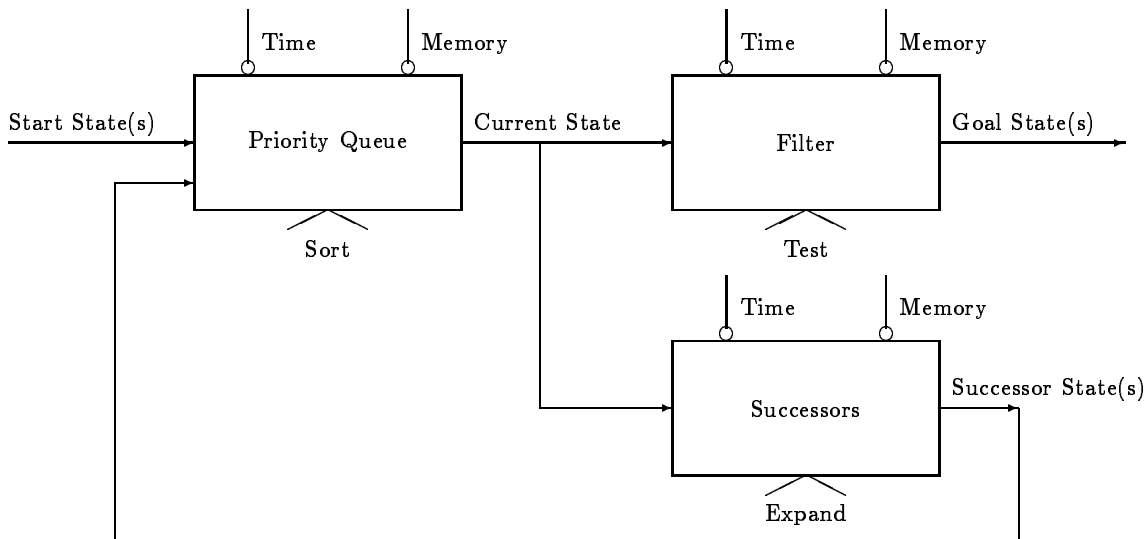 Time
Memory
Time
Memory
Start State(s)
Priority Queue
Current State
Filter
Goal State(s)
Sort
Test
Time
Memory
Successors
Successor State(s)
Expand